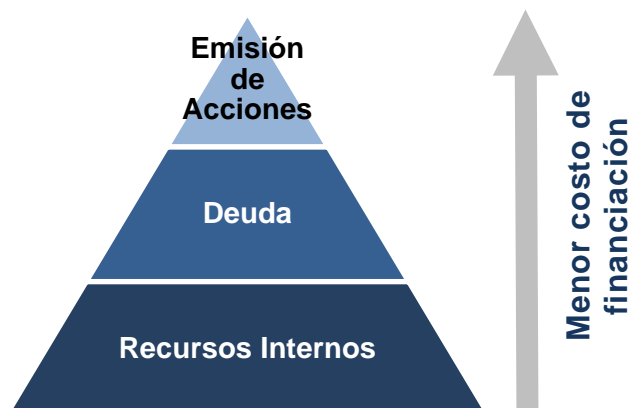 Emisión
de
Acciones
Deuda
Recursos Internos
Menor costo de
financiación